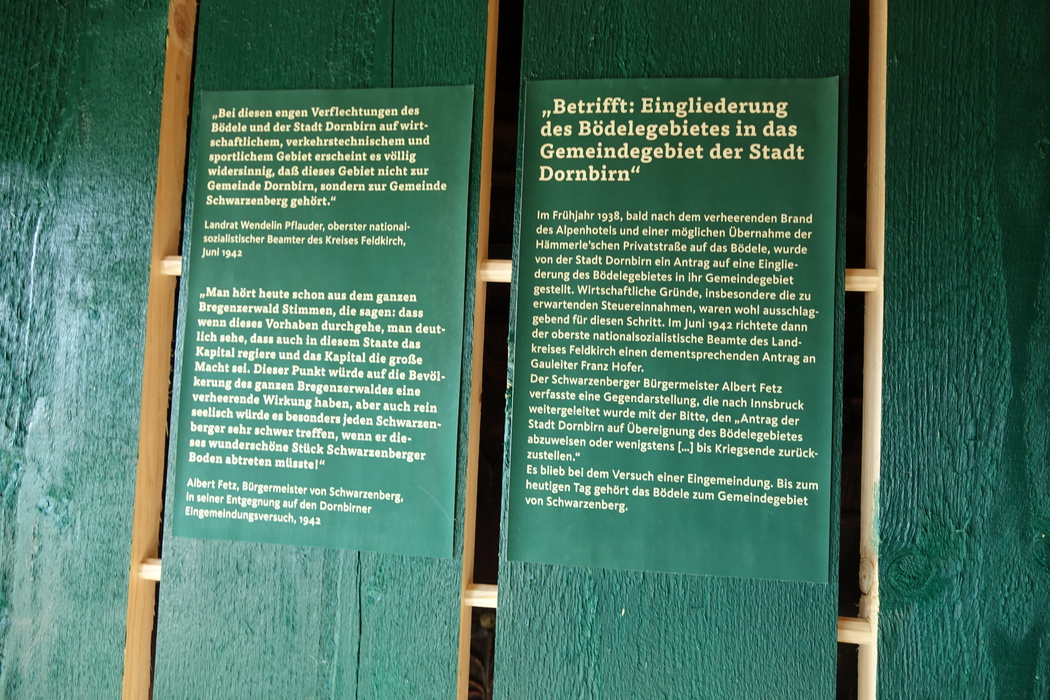 „Bei diesen engen Verflechtungen des
Bödele und der Stadt Dornbirn auf wirt-
schaftlichem, verkehrstechnischem und
sportlichem Gebiet erscheint es völlig
widersinnig, daß dieses Gebiet nicht zur
Gemeinde Dornbirn, sondern zur Gemeinde
Schwarzenberg gehört.“
Landrat Wendelin Pflauder, oberster national-
sozialistischer Beamter des Kreises Feldkirch,
Juni 1942
„Man hört heute schon aus dem ganzen
Bregenzerwald Stimmen, die sagen: dass
wenn dieses Vorhaben durchgehe, man deut-
lich sehe, dass auch in diesem Staate das
Kapital regiere und das Kapital die große
Macht sei. Dieser Punkt würde auf die Bevöl-
kerung des ganzen Bregenzerwaldes eine
verheerende Wirkung haben, aber auch rein
seelisch würde es besonders jeden Schwarzen-
berger sehr schwer treffen, wenn er die-
ses wunderschöne Stück Schwarzenberger
Boden abtreten müsste!“
Albert Fetz, Bürgermeister von Schwarzenberg,
in seiner Entgegnung auf den Dornbirner
Eingemeindungsversuch, 1942
„Betrifft: Eingliederung
des Bödelegebietes in das
Gemeindegebiet der Stadt
Dornbirn“
Im Frühjahr 1938, bald nach dem verheerenden Brand
des Alpenhotels und einer möglichen Übernahme der
Hämmerle'schen Privatstraße auf das Bödele, wurde
von der Stadt Dornbirn ein Antrag auf eine Einglie-
derung des Bödelegebietes in ihr Gemeindegebiet
gestellt. Wirtschaftliche Gründe, insbesondere die zu
erwartenden Steuereinnahmen, waren wohl ausschlag-
gebend für diesen Schritt. Im Juni 1942 richtete dann
der oberste nationalsozialistische Beamte des Land-
kreises Feldkirch einen dementsprechenden Antrag an
Gauleiter Franz Hofer.
Der Schwarzenberger Bürgermeister Albert Fetz
verfasste eine Gegendarstellung, die nach Innsbruck
weitergeleitet wurde mit der Bitte, den „Antrag der
Stadt Dornbirn auf Übereignung des Bödelegebietes
abzuweisen oder wenigstens [...] bis Kriegsende zurück-
zustellen.“
Es blieb bei dem Versuch einer Eingemeindung. Bis zum
heutigen Tag gehört das Bödele zum Gemeindegebiet
von Schwarzenberg.